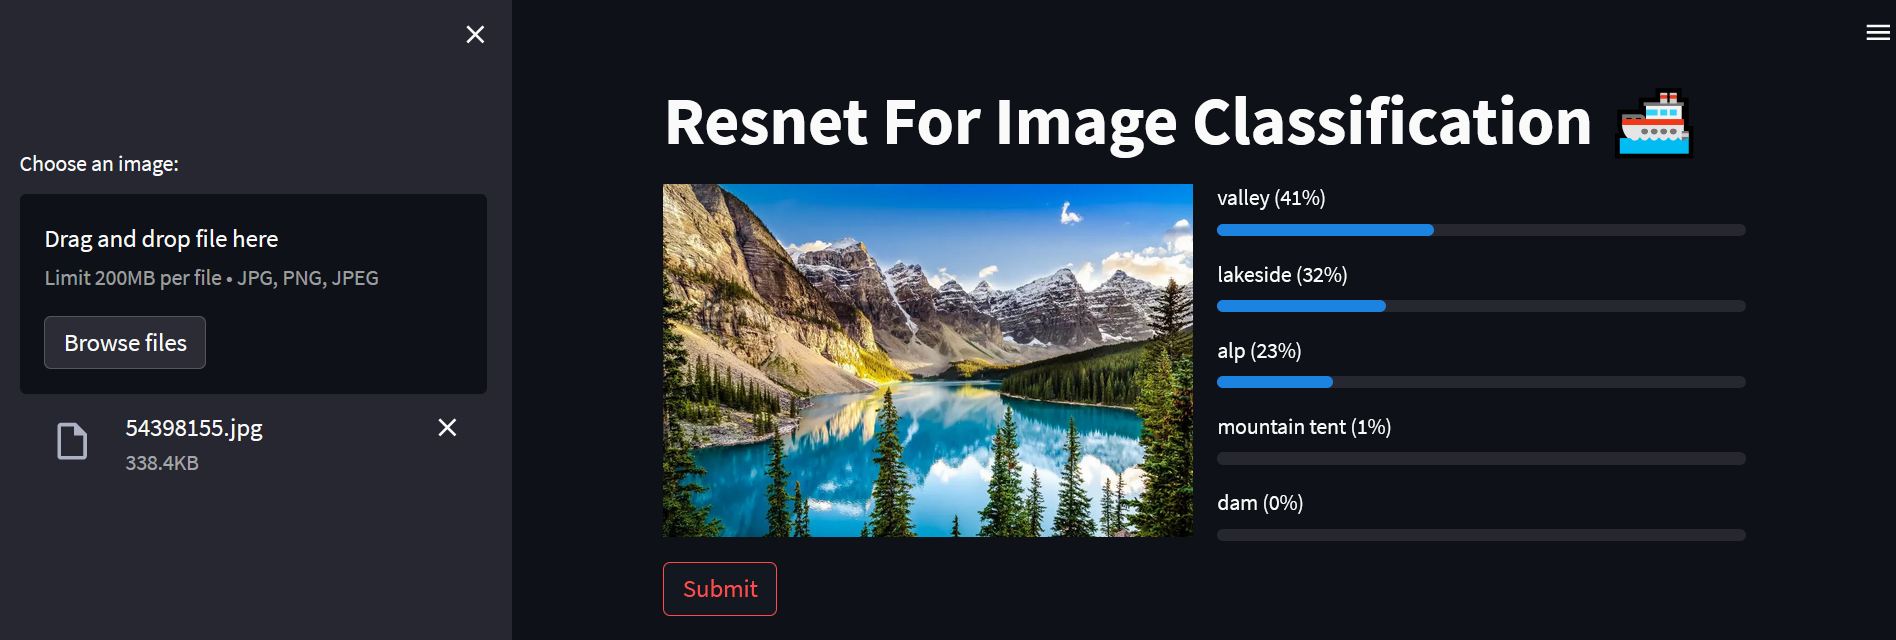 Choose an image:
Drag and drop file here
Limit 200MB per file • JPG, PNG, JPEG
Browse files
54398155.jpg
338.4KB
Resnet For Image Classification
valley (41%)
lakeside (32%)
alp (23%)
mountain tent (1%)
dam (0%)
Submit